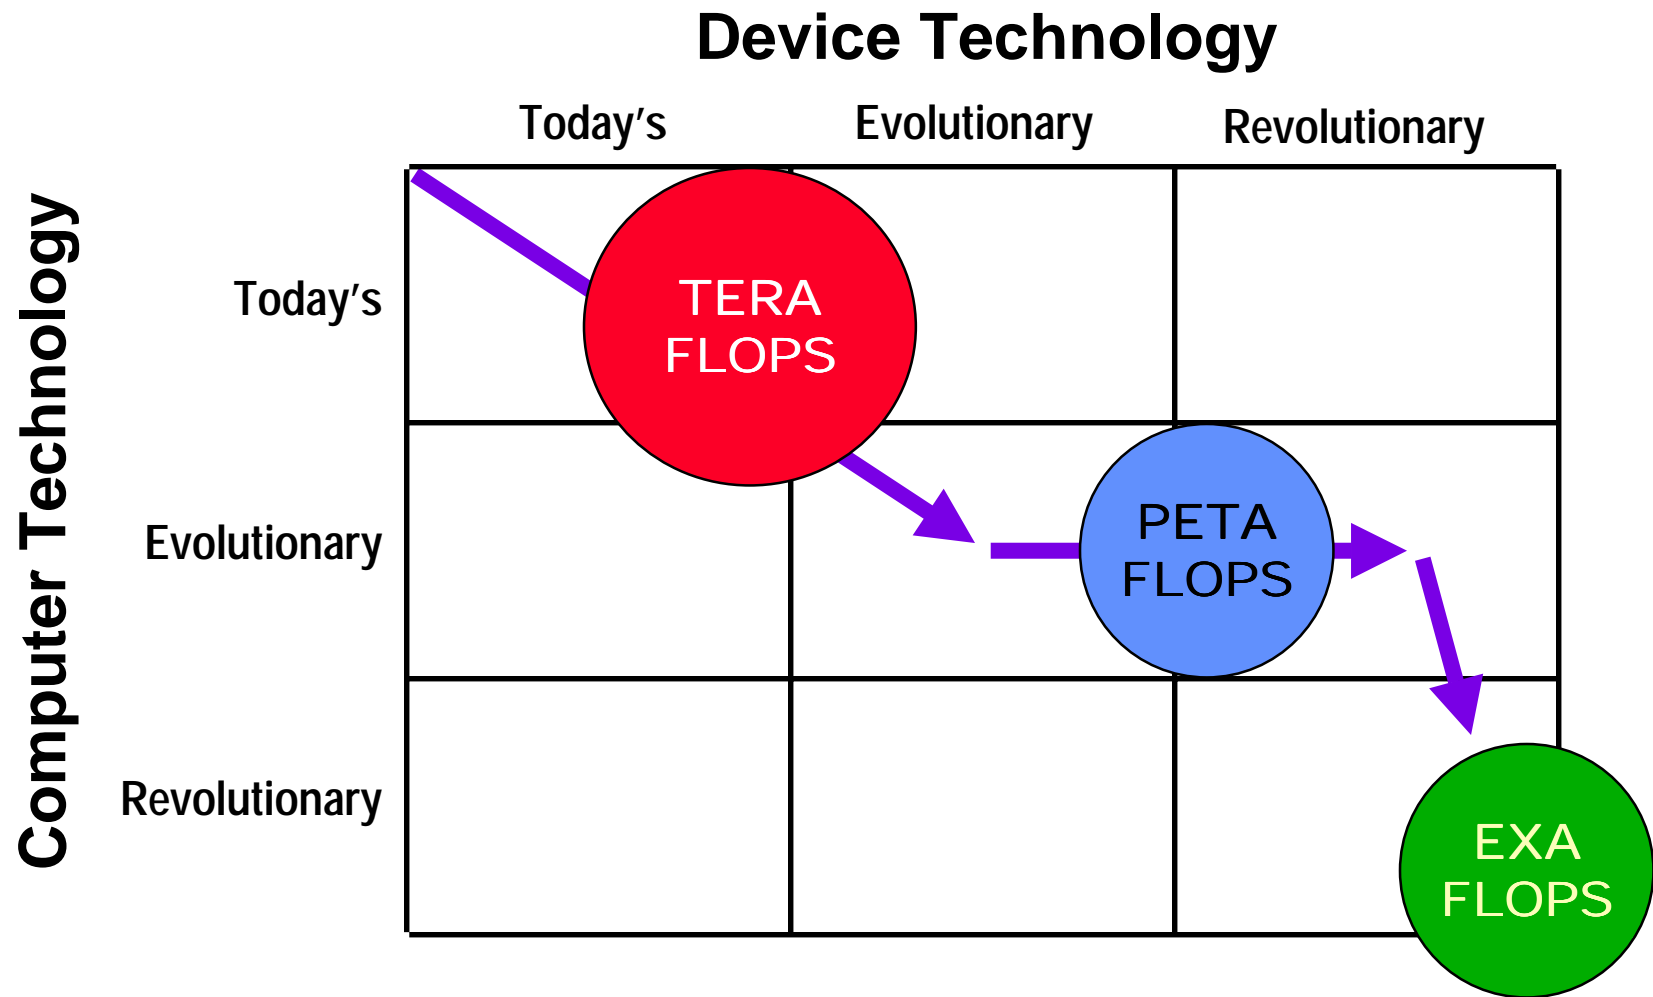 Device Technology
Today's
Evolutionary
Revolutionary
Computer Technology
Today's
TERA
FLOPS
Evolutionary
PETA
FLOPS
Revolutionary
EXA
FLOPS